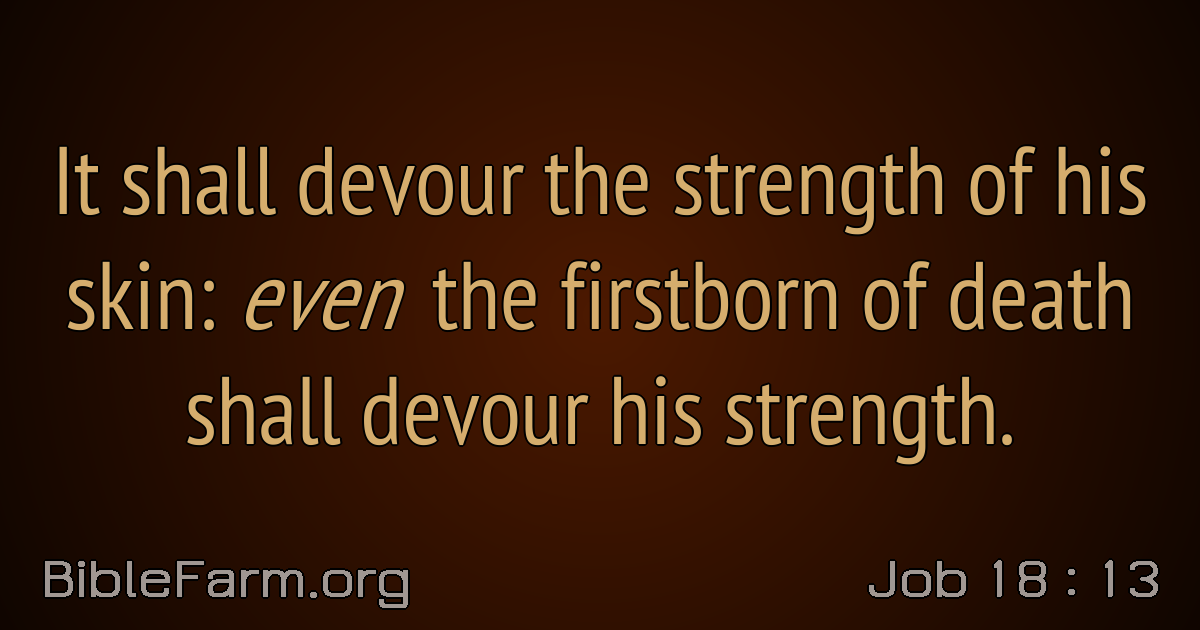 It shall devour the strength of his
skin: even the firstborn of death
shall devour his strength.
BibleFarm.org
Job 18 : 13